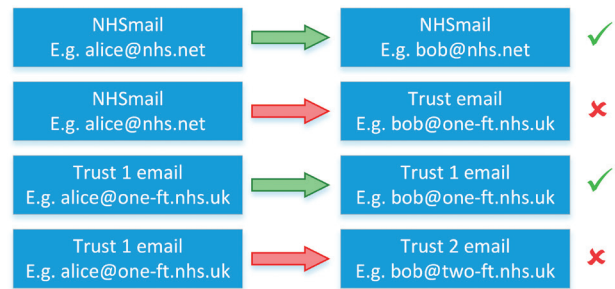 NHSmail
E.g. alice@nhs.net
NHSmail
E.g. bob@nhs.net
NHSmail
E.g. alice@nhs.net
Trust email
E.g. bob@one-ft.nhs.uk
Trust 1 email
E.g. alice@one-ft.nhs.uk
Trust 1 email
E.g. bob@one-ft.nhs.uk
Trust 1 email
E.g. alice@one-ft.nhs.uk
Trust 2 email
E.g. bob@two-ft.nhs.uk